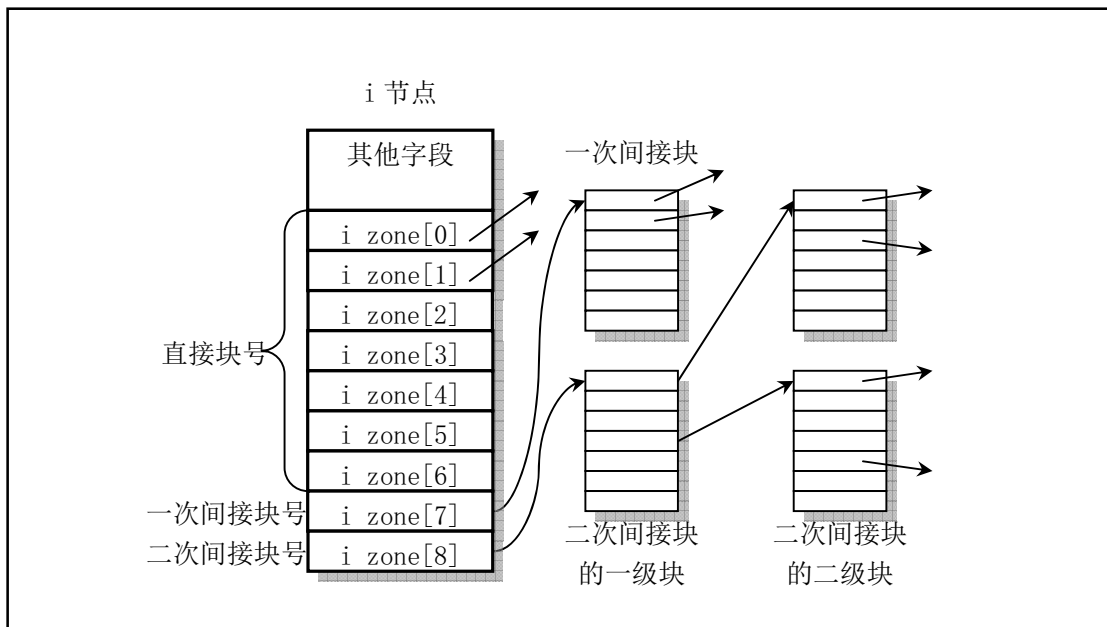 i 节点
其他字段
一次间接块
i zone[0]
i zone[1]
i zone[2]
直接块号
i zone[3]
i zone[4]
i zone[5]
i zone[6]
一次间接块号
i zone[7]
二次间接块号
i zone[8]
二次间接块
的一级块
二次间接块
的二级块